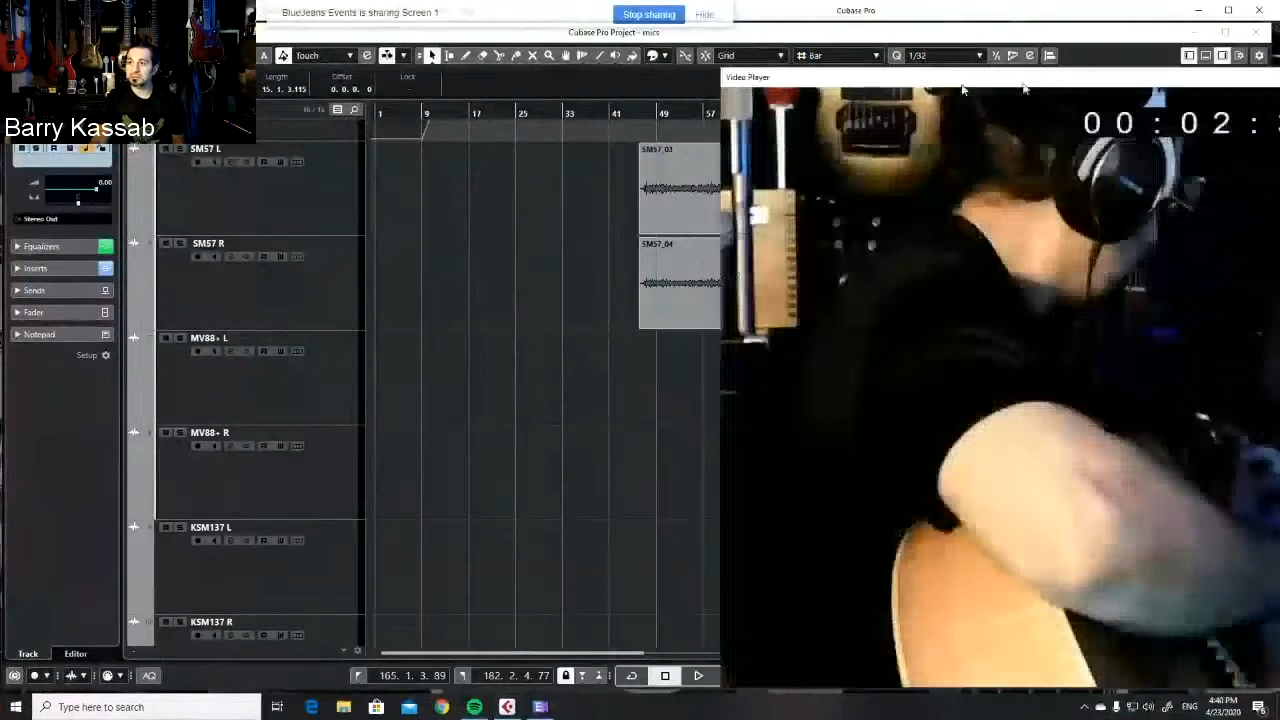 BlueJeans Events is sharing Screen 1
Stop sharing
Hide
Cubase Pro
Cubase Pro Project - mics
Touch
Grid
Bar
Q
1/32
Length
Offset
Lock
15. 1. 3.115
0. 0. 0. 0
Video Player
Barry Kassab
00:02:
1
9
17
25
33
41
49
57
SM57 L
SM57_03
0.00
C
Stereo Out
SM57 R
SM57_04
Equalizers
Inserts
Sends
Fader
Notepad
Setup
MV88+ L
MV88+ R
KSM137 L
KSM137 R
Track
Editor
AQ
165. 1. 3. 89
182. 2. 4. 77
Type here to search
4:40 PM
4/23/2020